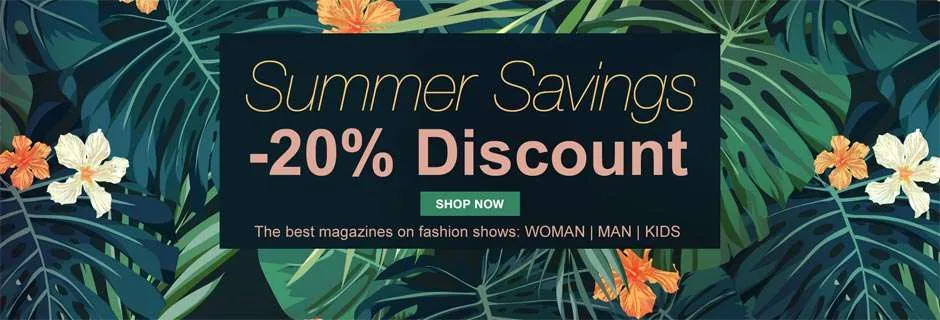 Summer Savings
-20% Discount
SHOP NOW
The best magazines on fashion shows: WOMAN | MAN | KIDS